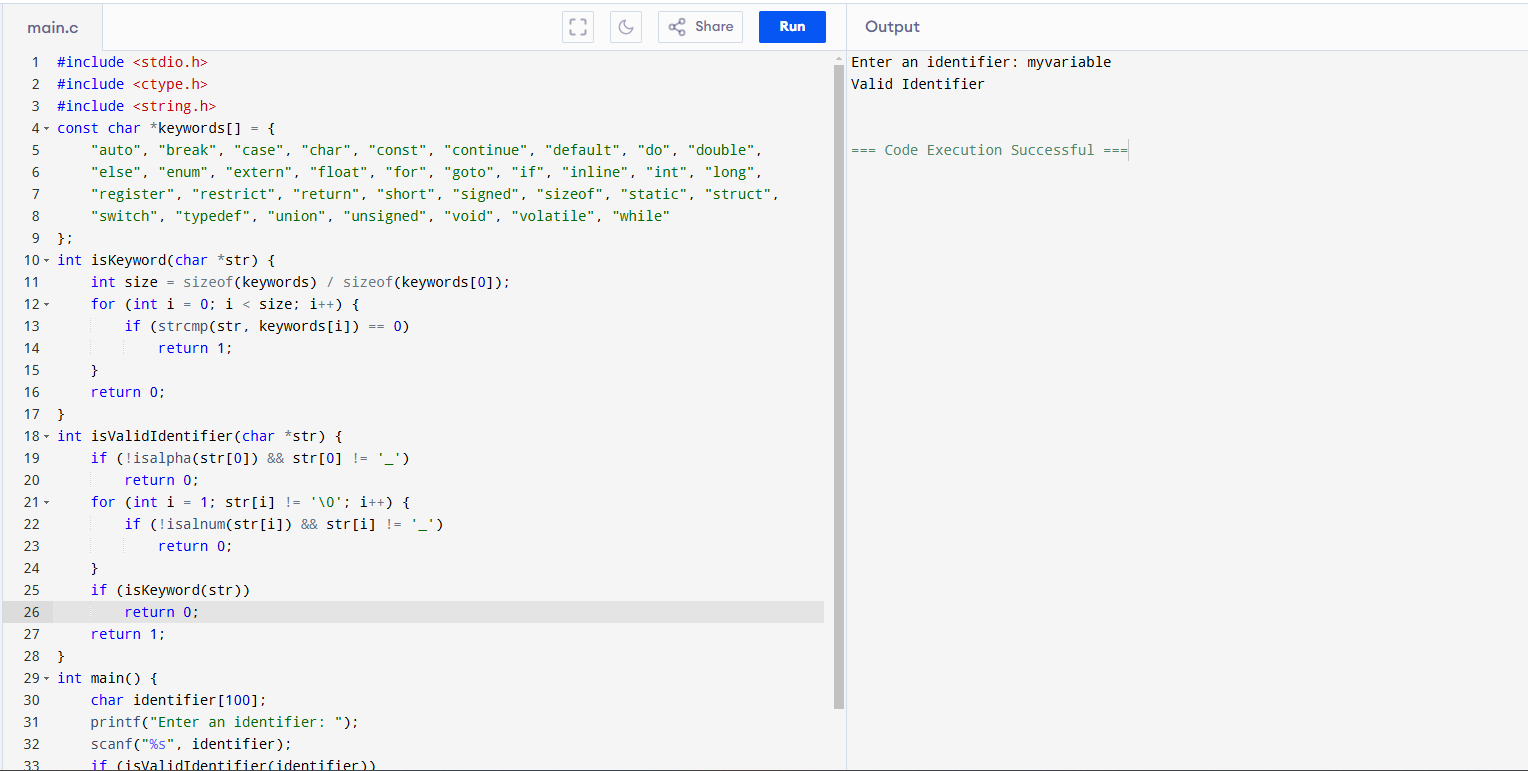 main.c
Share
Run
Output
1 #include <stdio.h>
2 #include <ctype.h>
3 #include <string.h>
4 const char *keywords[] = {
5     "auto", "break", "case", "char", "const", "continue", "default", "do", "double",
6     "else", "enum", "extern", "float", "for", "goto", "if", "inline", "int", "long",
7     "register", "restrict", "return", "short", "signed", "sizeof", "static", "struct",
8     "switch", "typedef", "union", "unsigned", "void", "volatile", "while"
9 };
10 int isKeyword(char *str) {
11     int size = sizeof(keywords) / sizeof(keywords[0]);
12     for (int i = 0; i < size; i++) {
13         if (strcmp(str, keywords[i]) == 0)
14             return 1;
15     }
16     return 0;
17 }
18 int isValidIdentifier(char *str) {
19     if (!isalpha(str[0]) && str[0] != '_')
20         return 0;
21     for (int i = 1; str[i] != '\0'; i++) {
22         if (!isalnum(str[i]) && str[i] != '_')
23             return 0;
24     }
25     if (isKeyword(str))
26         return 0;
27     return 1;
28 }
29 int main() {
30     char identifier[100];
31     printf("Enter an identifier: ");
32     scanf("%s", identifier);
33     if (isValidIdentifier(identifier))
Enter an identifier: myvariable
Valid Identifier
=== Code Execution Successful ===